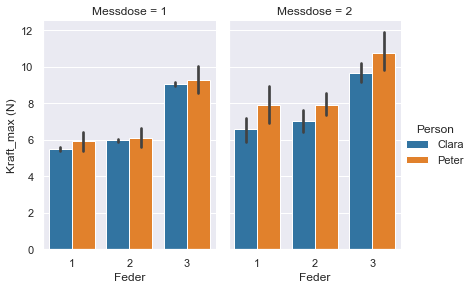 Messdose = 1
Messdose = 2
12
10
8
6
4
2
0
Kraft_max (N)
1 2 3
Feder
1 2 3
Feder
Person
Clara
Peter